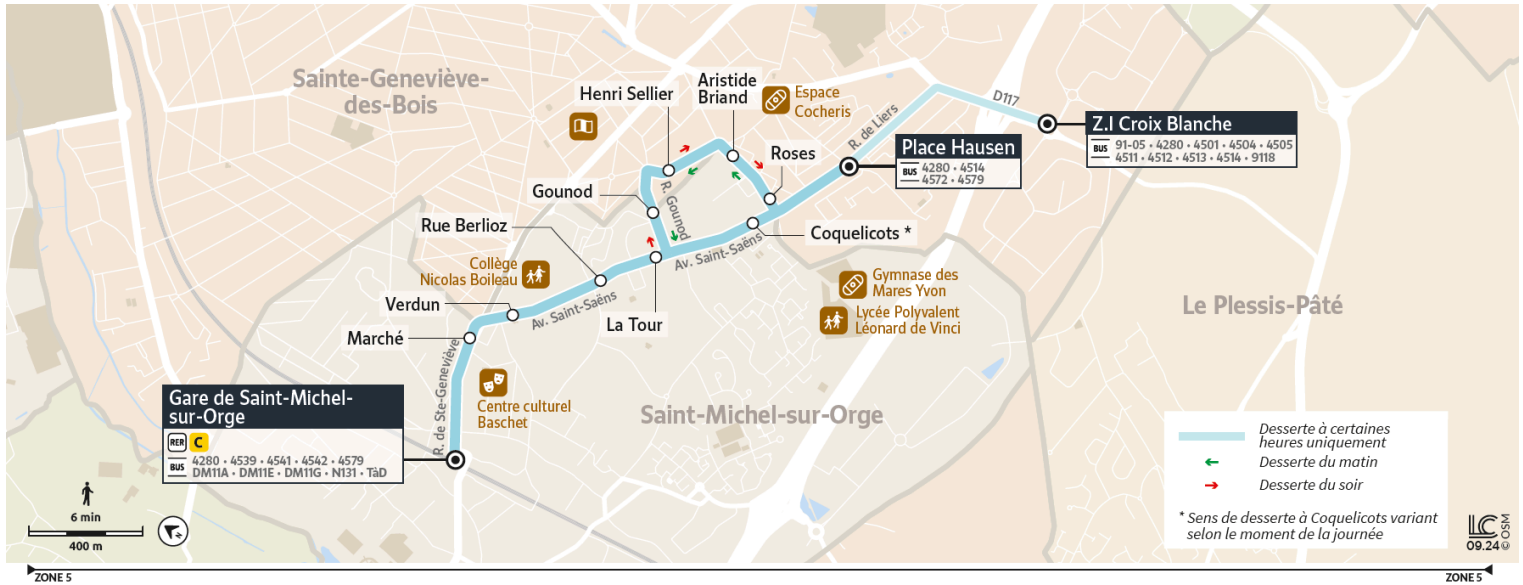 Sainte-Geneviève-
des-Bois
Henri Sellier
Aristide
Briand
Espace
Cocheris
R. de Liers
D117
Z.I Croix Blanche
BUS 91-05 • 4280 • 4501 • 4504 • 4505
4511 • 4512 • 4513 • 4514 • 9118
Place Hausen
BUS 4280 • 4514
4572 • 4579
Roses
Gounod
R. Gounod
Rue Berlioz
Coquelicots *
Av. Saint-Saëns
Collège
Nicolas Boileau
Gymnase des
Mares Yvon
Lycée Polyvalent
Léonard de Vinci
Le Plessis-Pâté
Verdun
Av. Saint-Saëns
La Tour
Marché
R. de Ste-Geneviève
Gare de Saint-Michel-
sur-Orge
RER C
BUS 4280 • 4539 • 4541 • 4542 • 4579
DM11A • DM11E • DM11G • N131 • TàD
Centre culturel
Baschet
Saint-Michel-sur-Orge
Desserte à certaines
heures uniquement
Desserte du matin
Desserte du soir
* Sens de desserte à Coquelicots variant
selon le moment de la journée
6 min
400 m
LC
09.24 © OSM
ZONE 5
ZONE 5